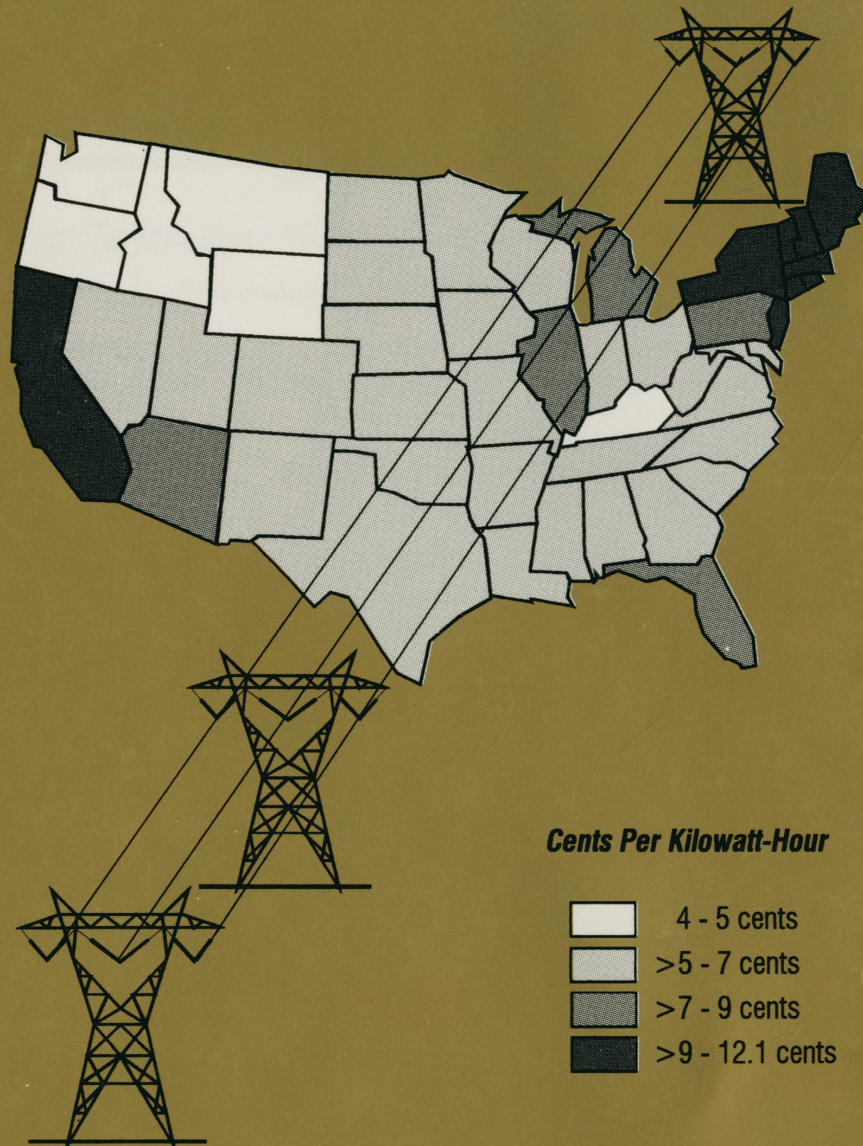 Cents Per Kilowatt-Hour
4 - 5 cents
>5 - 7 cents
>7 - 9 cents
>9 - 12.1 cents